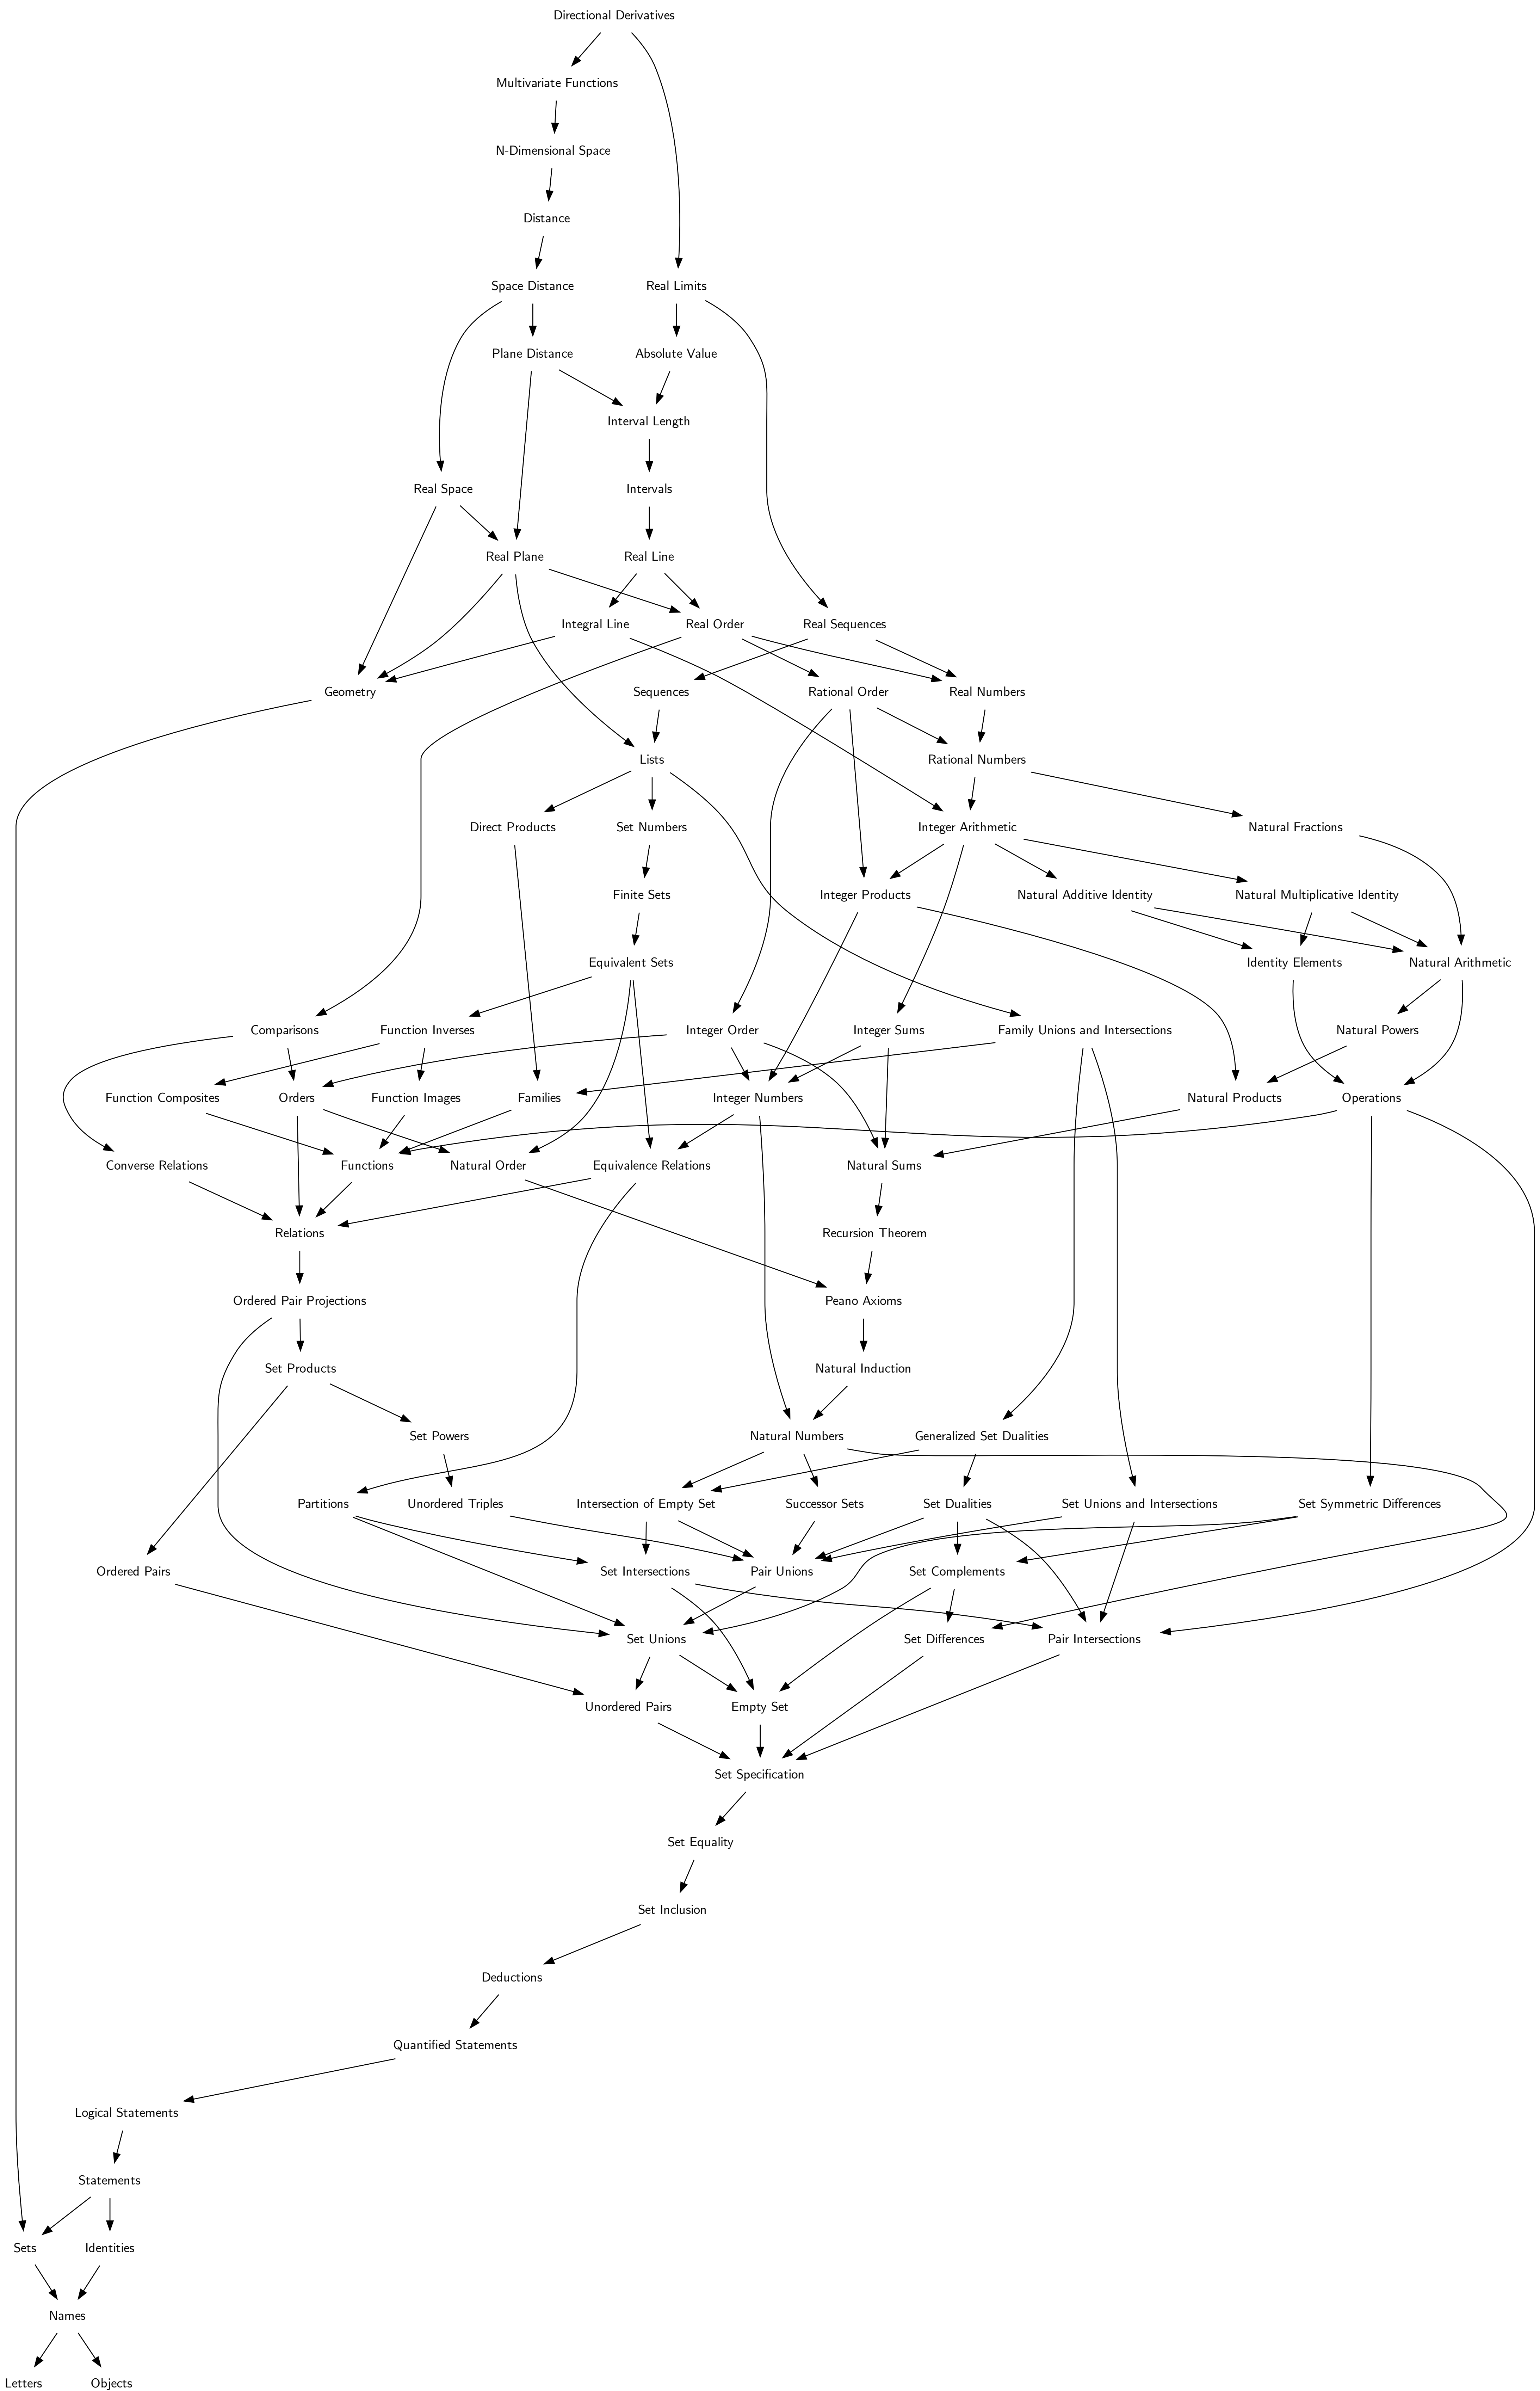 Directional Derivatives
Multivariate Functions
N-Dimensional Space
Distance
Space Distance
Real Limits
Plane Distance
Absolute Value
Interval Length
Real Space
Intervals
Real Plane
Real Line
Integral Line
Real Order
Real Sequences
Geometry
Sequences
Rational Order
Real Numbers
Lists
Rational Numbers
Direct Products
Set Numbers
Integer Arithmetic
Natural Fractions
Finite Sets
Integer Products
Natural Additive Identity
Natural Multiplicative Identity
Equivalent Sets
Identity Elements
Natural Arithmetic
Comparisons
Function Inverses
Integer Order
Integer Sums
Family Unions and Intersections
Natural Powers
Function Composites
Orders
Function Images
Families
Integer Numbers
Natural Products
Operations
Converse Relations
Functions
Natural Order
Equivalence Relations
Natural Sums
Relations
Recursion Theorem
Ordered Pair Projections
Peano Axioms
Set Products
Natural Induction
Set Powers
Natural Numbers
Generalized Set Dualities
Partitions
Unordered Triples
Intersection of Empty Set
Successor Sets
Set Dualities
Set Unions and Intersections
Set Symmetric Differences
Ordered Pairs
Set Intersections
Pair Unions
Set Complements
Set Unions
Set Differences
Pair Intersections
Unordered Pairs
Empty Set
Set Specification
Set Equality
Set Inclusion
Deductions
Quantified Statements
Logical Statements
Statements
Sets
Identities
Names
Letters
Objects